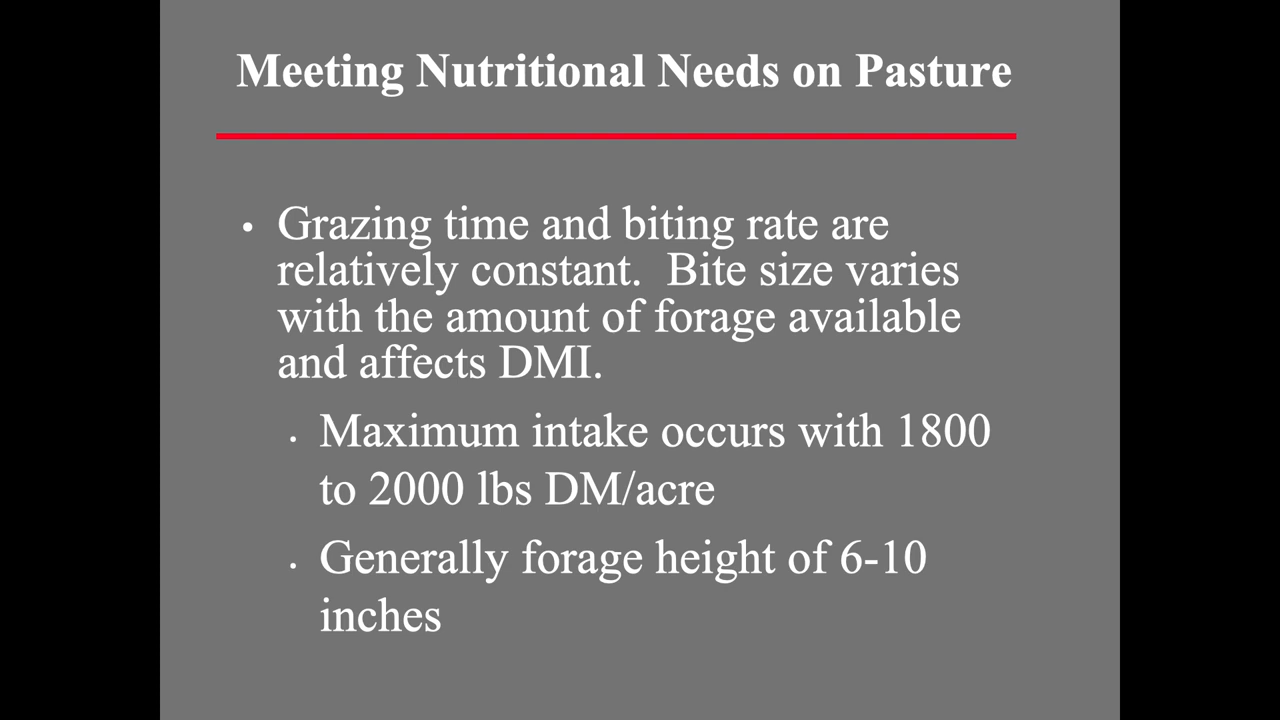 Meeting Nutritional Needs on Pasture
• Grazing time and biting rate are
relatively constant.  Bite size varies
with the amount of forage available
and affects DMI.
• Maximum intake occurs with 1800
to 2000 lbs DM/acre
• Generally forage height of 6-10
inches